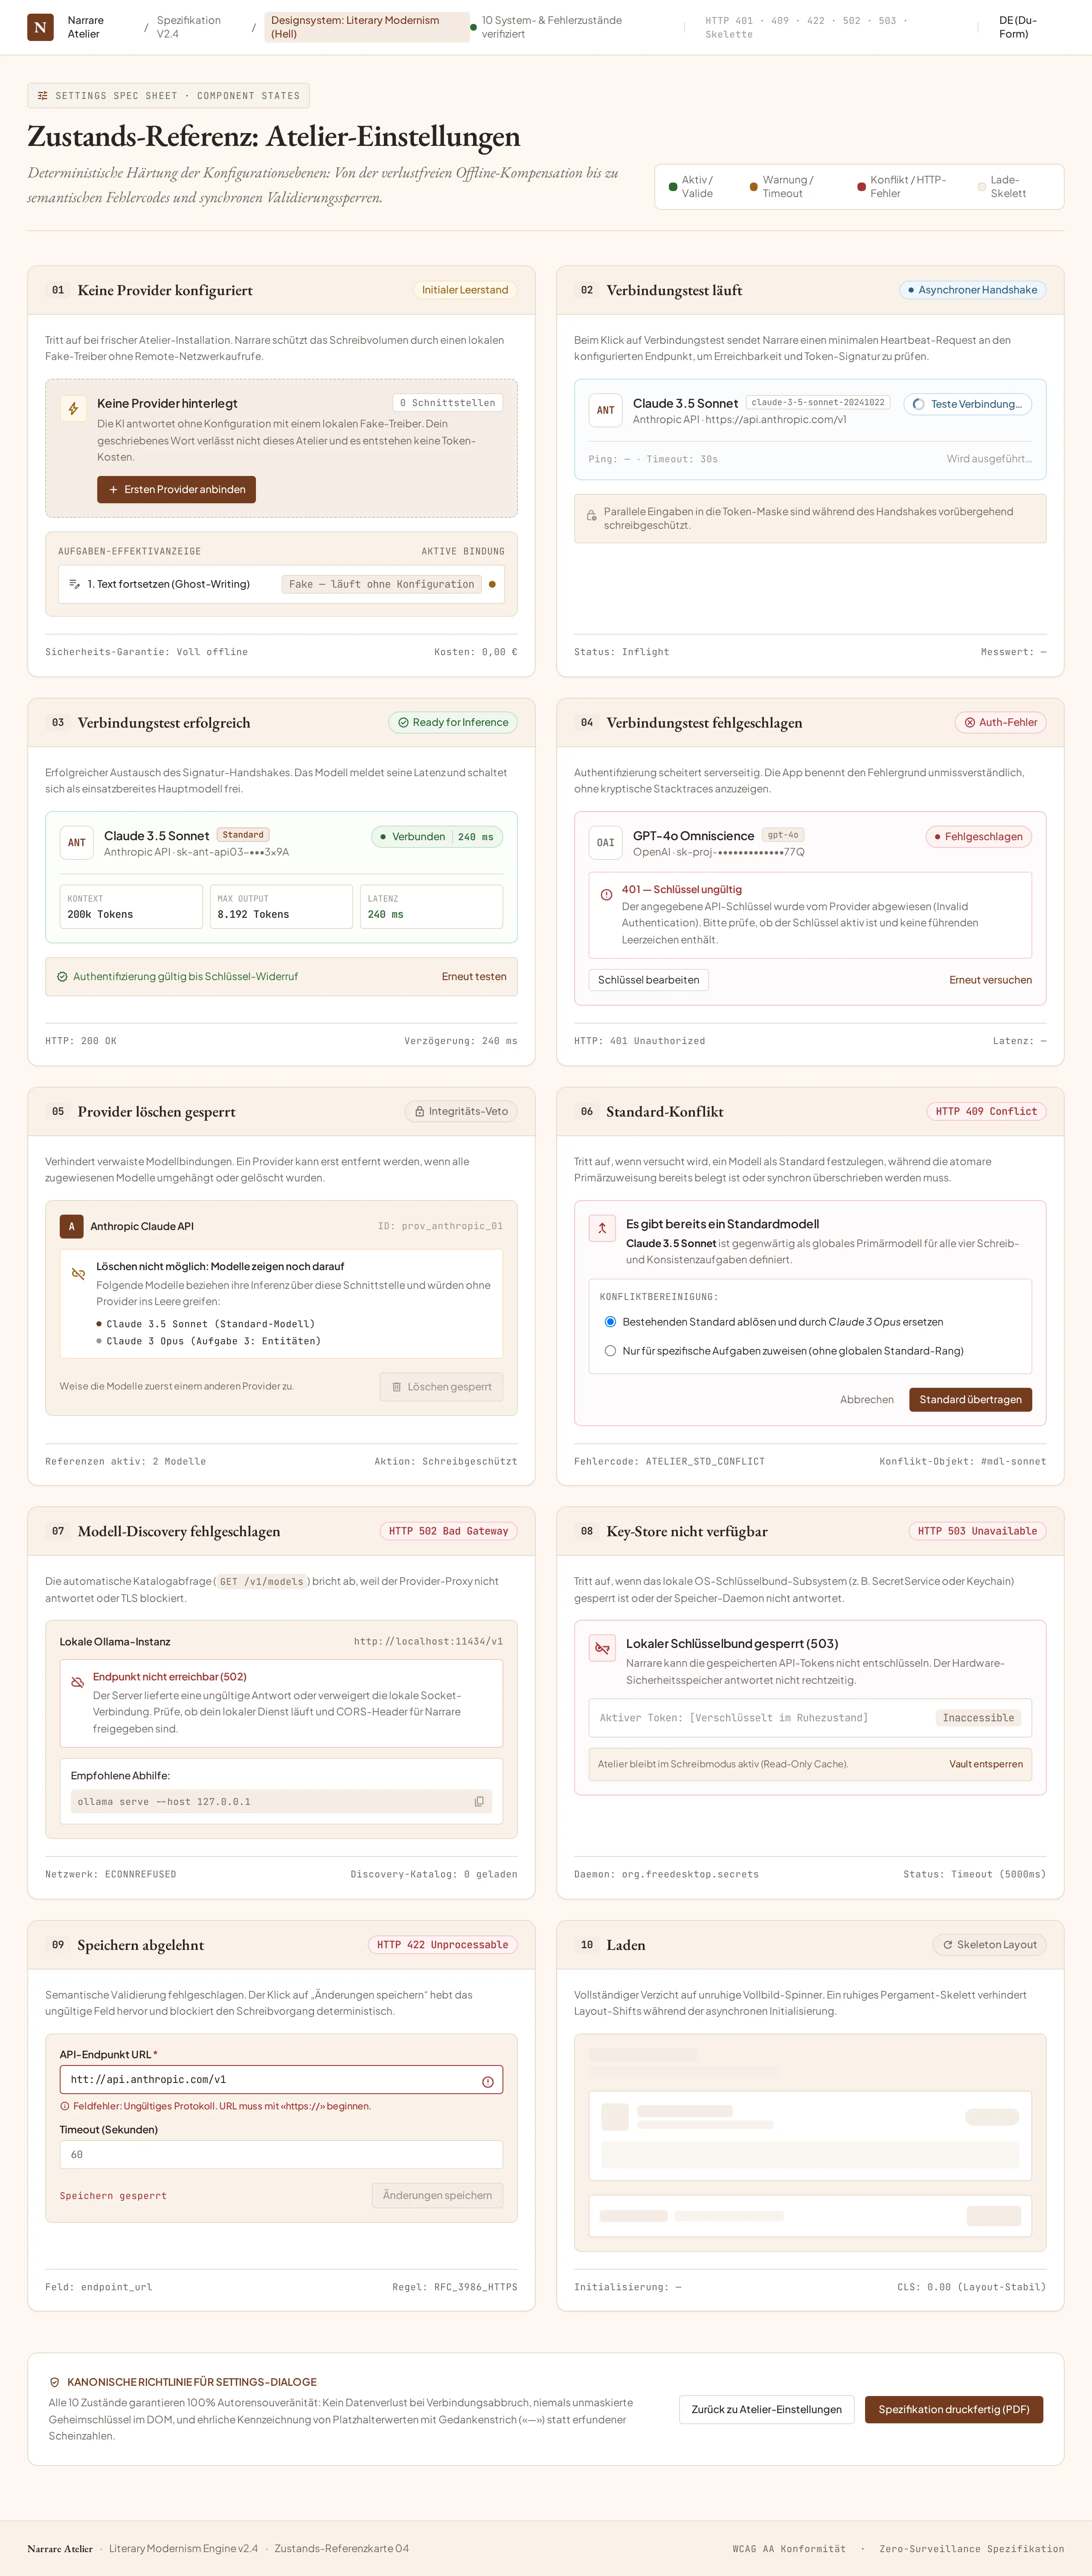 N
Narrare Atelier
/
Spezifikation V2.4
/
Designsystem: Literary Modernism (Hell)
10 System- & Fehlerzustände verifiziert
HTTP 401 · 409 · 422 · 502 · 503 · Skelette
DE (Du-Form)
SETTINGS SPEC SHEET · COMPONENT STATES
Zustands-Referenz: Atelier-Einstellungen
Deterministische Härtung der Konfigurationsebenen: Von der verlustfreien Offline-Kompensation bis zu
semantischen Fehlercodes und synchronen Validierungssperren.
Aktiv / Valide
Warnung / Timeout
Konflikt / HTTP-Fehler
Lade-Skelett
01 Keine Provider konfiguriert
Initialer Leerstand
Tritt auf bei frischer Atelier-Installation. Narrare schützt das Schreibvolumen durch einen lokalen
Fake-Treiber ohne Remote-Netzwerkaufrufe.
Keine Provider hinterlegt
0 Schnittstellen
Die KI antwortet ohne Konfiguration mit einem lokalen Fake-Treiber. Dein
geschriebenes Wort verlässt nicht dieses Atelier und es entstehen keine Token-
Kosten.
+ Ersten Provider anbinden
AUFGABEN-EFFEKTIVANZEIGE
AKTIVE BINDUNG
1. Text fortsetzen (Ghost-Writing)
Fake — läuft ohne Konfiguration
Sicherheits-Garantie: Voll offline
Kosten: 0,00 €
02 Verbindungstest läuft
Asynchroner Handshake
Beim Klick auf Verbindungstest sendet Narrare einen minimalen Heartbeat-Request an den
konfigurierten Endpunkt, um Erreichbarkeit und Token-Signatur zu prüfen.
ANT
Claude 3.5 Sonnet
claude-3-5-sonnet-20241022
Teste Verbindung…
Anthropic API · https://api.anthropic.com/v1
Ping: — · Timeout: 30s
Wird ausgeführt…
Parallele Eingaben in die Token-Maske sind während des Handshakes vorübergehend
schreibgeschützt.
Status: Inflight
Messwert: —
03 Verbindungstest erfolgreich
Ready for Inference
Erfolgreicher Austausch des Signatur-Handshakes. Das Modell meldet seine Latenz und schaltet
sich als einsatzbereites Hauptmodell frei.
ANT
Claude 3.5 Sonnet
Standard
Verbunden
240 ms
Anthropic API · sk-ant-api03-•••3x9A
KONTEXT
200k Tokens
MAX OUTPUT
8.192 Tokens
LATENZ
240 ms
Authentifizierung gültig bis Schlüssel-Widerruf
Erneut testen
HTTP: 200 OK
Verzögerung: 240 ms
04 Verbindungstest fehlgeschlagen
Auth-Fehler
Authentifizierung scheitert serverseitig. Die App benennt den Fehlergrund unmissverständlich,
ohne kryptische Stacktraces anzuzeigen.
OAI
GPT-4o Omniscience
gpt-4o
Fehlgeschlagen
OpenAI · sk-proj-•••••••••••••77Q
401 — Schlüssel ungültig
Der angegebene API-Schlüssel wurde vom Provider abgewiesen (Invalid
Authentication). Bitte prüfe, ob der Schlüssel aktiv ist und keine führenden
Leerzeichen enthält.
Schlüssel bearbeiten
Erneut versuchen
HTTP: 401 Unauthorized
Latenz: —
05 Provider löschen gesperrt
Integritäts-Veto
Verhindert verwaiste Modellbindungen. Ein Provider kann erst entfernt werden, wenn alle
zugewiesenen Modelle umgehängt oder gelöscht wurden.
A
Anthropic Claude API
ID: prov_anthropic_01
Löschen nicht möglich: Modelle zeigen noch darauf
Folgende Modelle beziehen ihre Inferenz über diese Schnittstelle und würden ohne
Provider ins Leere greifen:
Claude 3.5 Sonnet (Standard-Modell)
Claude 3 Opus (Aufgabe 3: Entitäten)
Weise die Modelle zuerst einem anderen Provider zu.
Löschen gesperrt
Referenzen aktiv: 2 Modelle
Aktion: Schreibgeschützt
06 Standard-Konflikt
HTTP 409 Conflict
Tritt auf, wenn versucht wird, ein Modell als Standard festzulegen, während die atomare
Primärzuweisung bereits belegt ist oder synchron überschrieben werden muss.
Es gibt bereits ein Standardmodell
Claude 3.5 Sonnet ist gegenwärtig als globales Primärmodell für alle vier Schreib-
und Konsistenzaufgaben definiert.
KONFLIKTBEREINIGUNG:
Bestehenden Standard ablösen und durch Claude 3 Opus ersetzen
Nur für spezifische Aufgaben zuweisen (ohne globalen Standard-Rang)
Abbrechen
Standard übertragen
Fehlercode: ATELIER_STD_CONFLICT
Konflikt-Objekt: #mdl-sonnet
07 Modell-Discovery fehlgeschlagen
HTTP 502 Bad Gateway
Die automatische Katalogabfrage (GET /v1/models) bricht ab, weil der Provider-Proxy nicht
antwortet oder TLS blockiert.
Lokale Ollama-Instanz
http://localhost:11434/v1
Endpunkt nicht erreichbar (502)
Der Server lieferte eine ungültige Antwort oder verweigert die lokale Socket-
Verbindung. Prüfe, ob dein lokaler Dienst läuft und CORS-Header für Narrare
freigegeben sind.
Empfohlene Abhilfe:
ollama serve --host 127.0.0.1
Netzwerk: ECONNREFUSED
Discovery-Katalog: 0 geladen
08 Key-Store nicht verfügbar
HTTP 503 Unavailable
Tritt auf, wenn das lokale OS-Schlüsselbund-Subsystem (z. B. SecretService oder Keychain)
gesperrt ist oder der Speicher-Daemon nicht antwortet.
Lokaler Schlüsselbund gesperrt (503)
Narrare kann die gespeicherten API-Tokens nicht entschlüsseln. Der Hardware-
Sicherheitsspeicher antwortet nicht rechtzeitig.
Aktiver Token: [Verschlüsselt im Ruhezustand]
Inaccessible
Atelier bleibt im Schreibmodus aktiv (Read-Only Cache).
Vault entsperren
Daemon: org.freedesktop.secrets
Status: Timeout (5000ms)
09 Speichern abgelehnt
HTTP 422 Unprocessable
Semantische Validierung fehlgeschlagen. Der Klick auf „Änderungen speichern“ hebt das
ungültige Feld hervor und blockiert den Schreibvorgang deterministisch.
API-Endpunkt URL *
htt://api.anthropic.com/v1
Feldfehler: Ungültiges Protokoll. URL muss mit «https://» beginnen.
Timeout (Sekunden)
60
Speichern gesperrt
Änderungen speichern
Feld: endpoint_url
Regel: RFC_3986_HTTPS
10 Laden
Skeleton Layout
Vollständiger Verzicht auf unruhige Vollbild-Spinner. Ein ruhiges Pergament-Skelett verhindert
Layout-Shifts während der asynchronen Initialisierung.
Initialisierung: —
CLS: 0.00 (Layout-Stabil)
KANONISCHE RICHTLINIE FÜR SETTINGS-DIALOGE
Alle 10 Zustände garantieren 100% Autorensouveränität: Kein Datenverlust bei Verbindungsabbruch, niemals unmaskierte
Geheimschlüssel im DOM, und ehrliche Kennzeichnung von Platzhalterwerten mit Gedankenstrich («—») statt erfundener
Scheinzahlen.
Zurück zu Atelier-Einstellungen
Spezifikation druckfertig (PDF)
Narrare Atelier · Literary Modernism Engine v2.4 · Zustands-Referenzkarte 04
WCAG AA Konformität · Zero-Surveillance Spezifikation